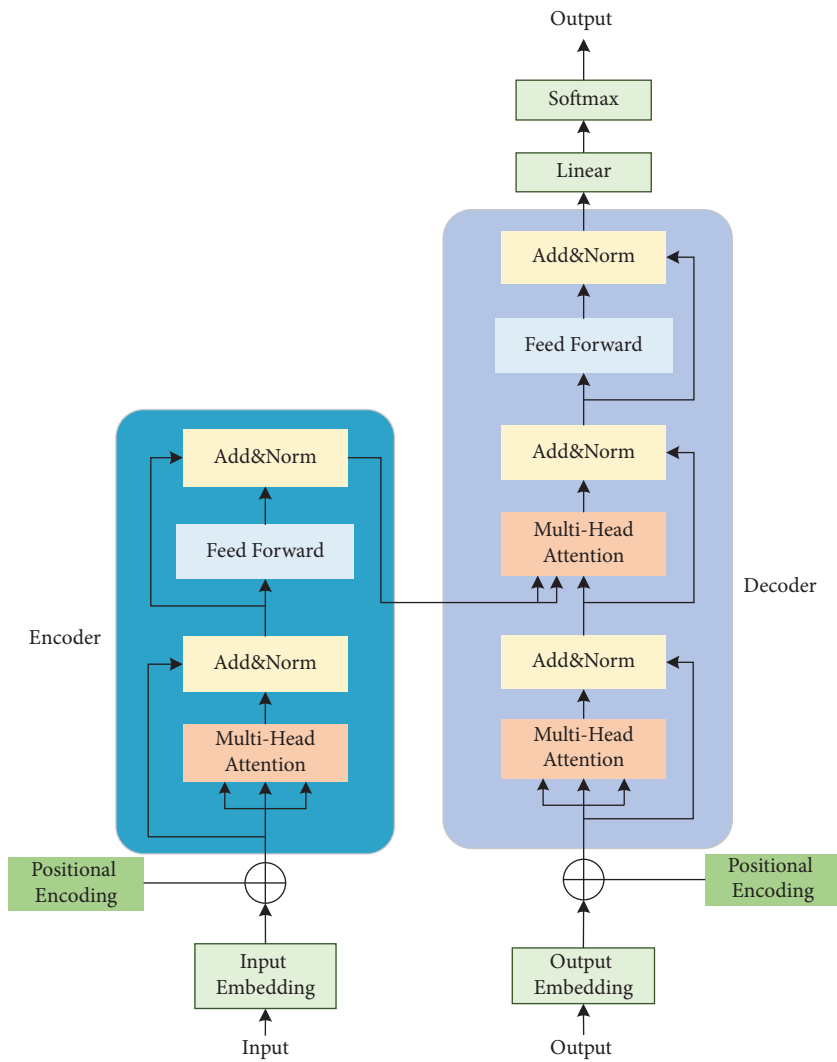 Output
Softmax
Linear
Add&Norm
Feed Forward
Add&Norm
Multi-Head
Attention
Decoder
Add&Norm
Multi-Head
Attention
Positional
Encoding
Output
Embedding
Output
Add&Norm
Feed Forward
Encoder
Add&Norm
Multi-Head
Attention
Positional
Encoding
Input
Embedding
Input